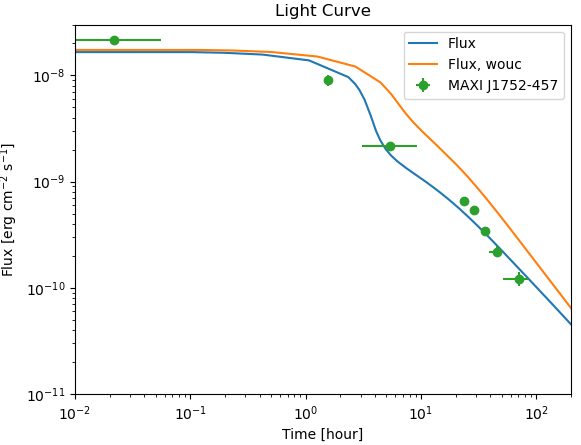 Light Curve
Flux
Flux, wouc
MAXI J1752-457
Flux [erg cm⁻² s⁻¹]
10⁻⁸
10⁻⁹
10⁻¹⁰
10⁻¹¹
10⁻² 10⁻¹ 10⁰ 10¹ 10²
Time [hour]